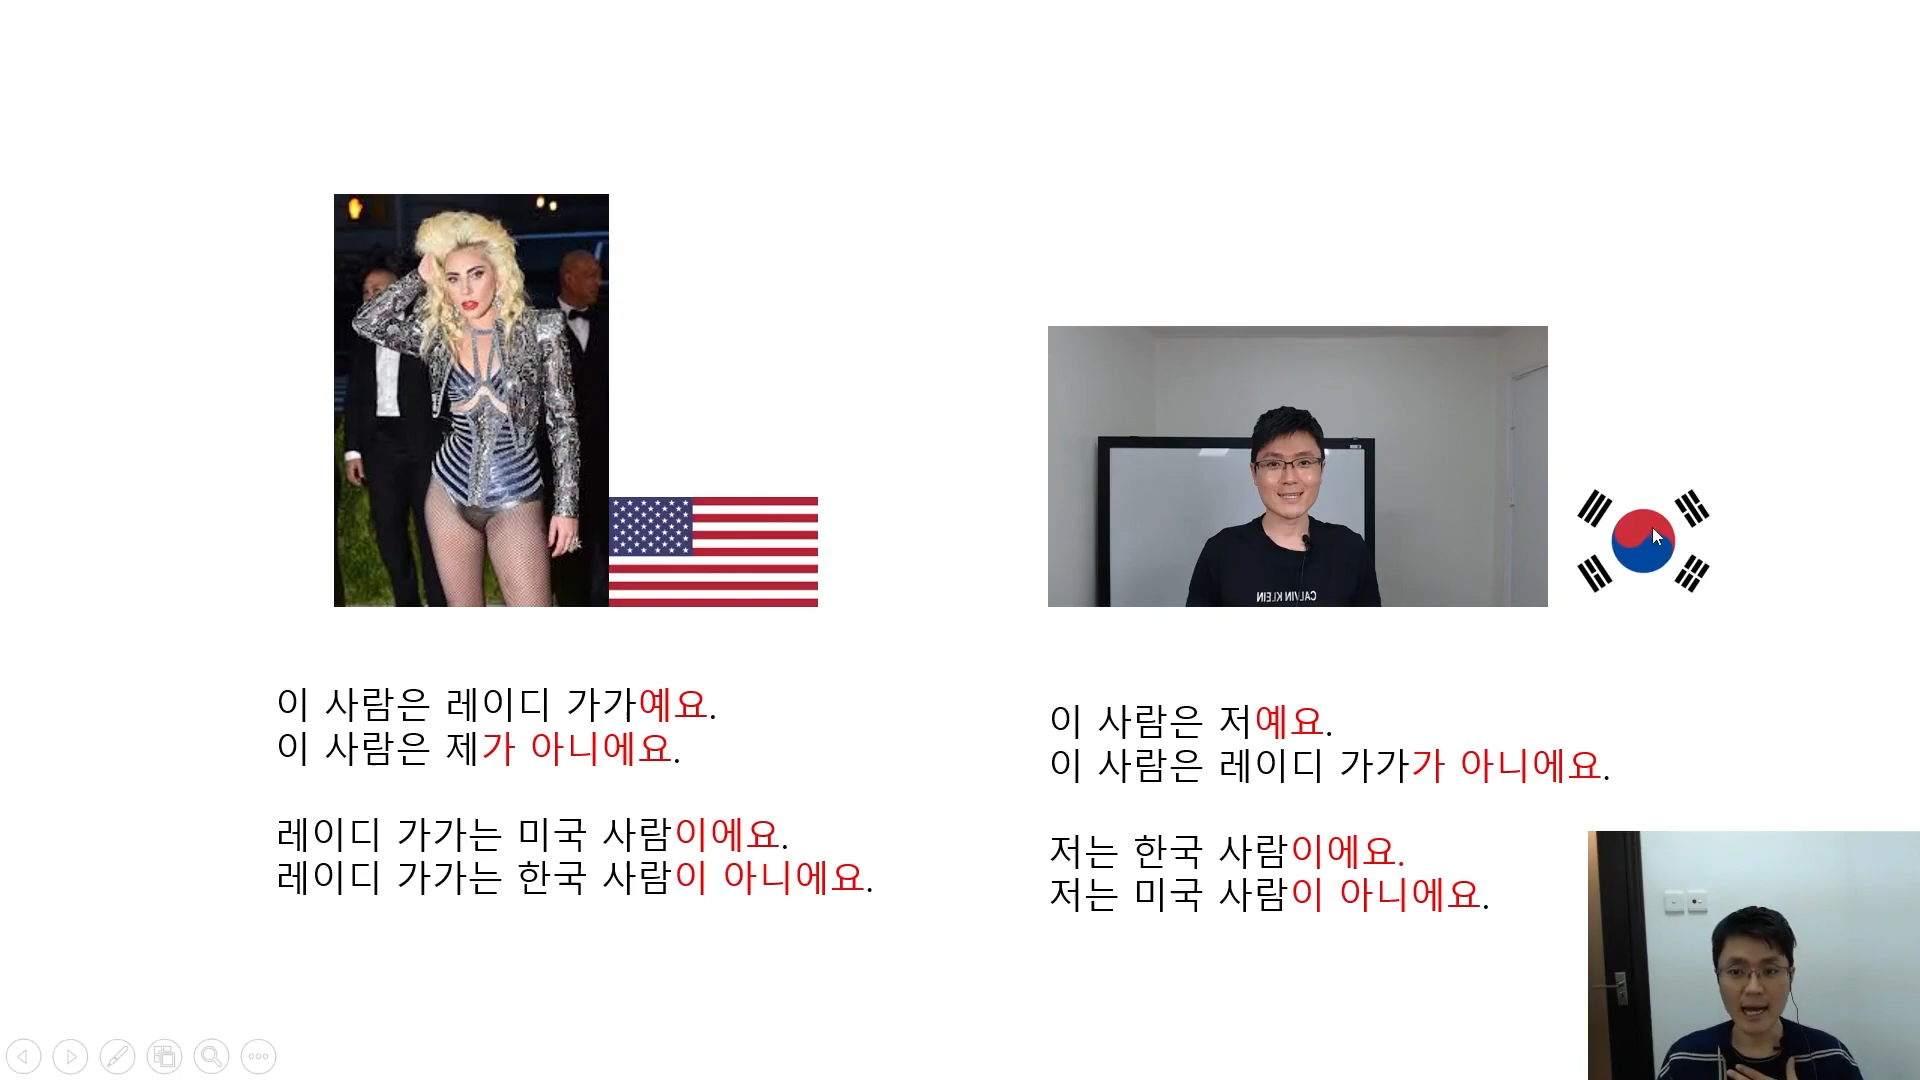 이 사람은 레이디 가가예요.
이 사람은 제가 아니에요.
레이디 가가는 미국 사람이에요.
레이디 가가는 한국 사람이 아니에요.
CALVIN KLEIN
이 사람은 저예요.
이 사람은 레이디 가가가 아니에요.
저는 한국 사람이에요.
저는 미국 사람이 아니에요.